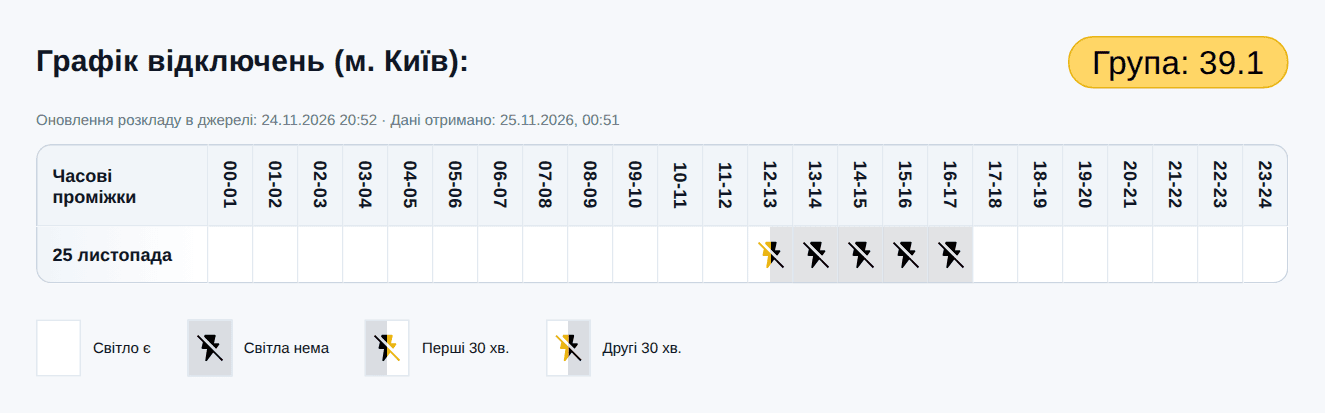 Графік відключень (м. Київ):
Група: 39.1
Оновлення розкладу в джерелі: 24.11.2026 20:52 · Дані отримано: 25.11.2026, 00:51
Часові проміжки 00-01 01-02 02-03 03-04 04-05 05-06 06-07 07-08 08-09 09-10 10-11 11-12 12-13 13-14 14-15 15-16 16-17 17-18 18-19 19-20 20-21 21-22 22-23 23-24
25 листопада
Світло є Світла нема Перші 30 хв. Другі 30 хв.